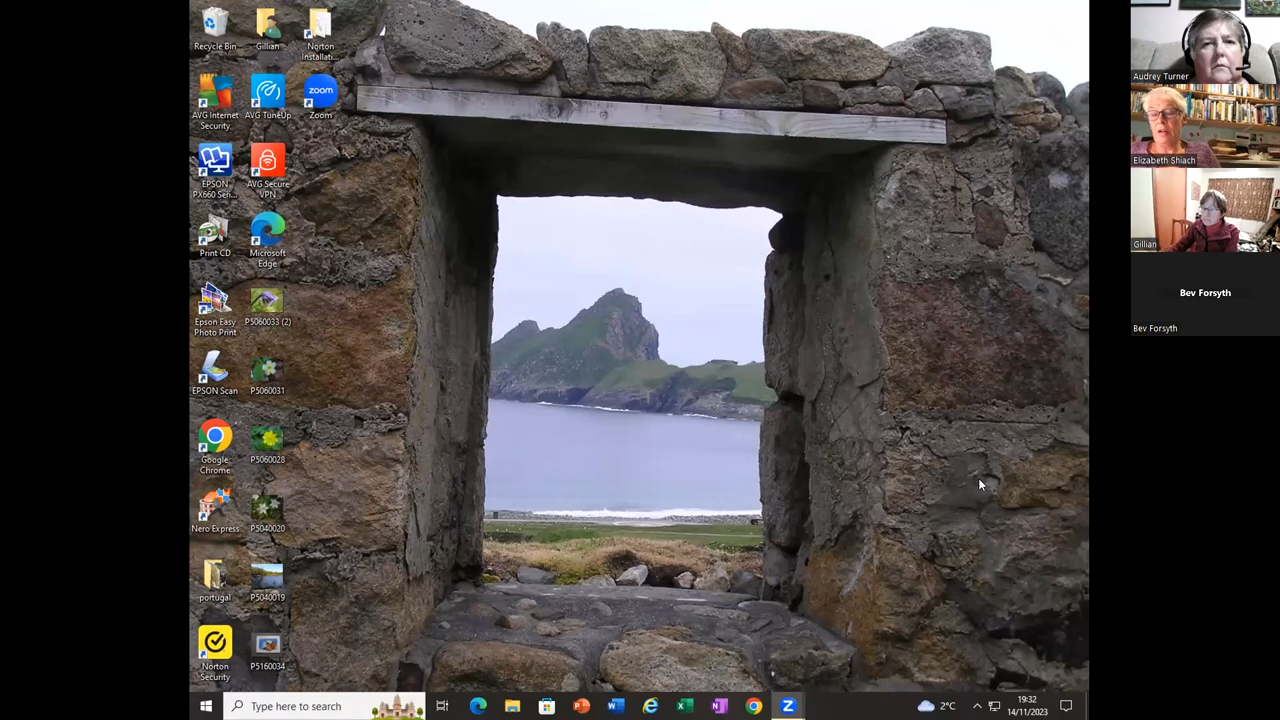 Recycle Bin
Gillian
Norton
Installati...
AVG Internet
Security
AVG TuneUp
zoom
Zoom
EPSON
PX660 Seri...
AVG Secure
VPN
Print CD
Microsoft
Edge
Epson Easy
Photo Print
P5060033 (2)
EPSON Scan
P5060031
Google
Chrome
P5060028
Nero Express
P5040020
portugal
P5040019
Norton
Security
P5160034
Type here to search
2°C
19:32
14/11/2023
Audrey Turner
Elizabeth Shiach
Gillian
Bev Forsyth
Bev Forsyth